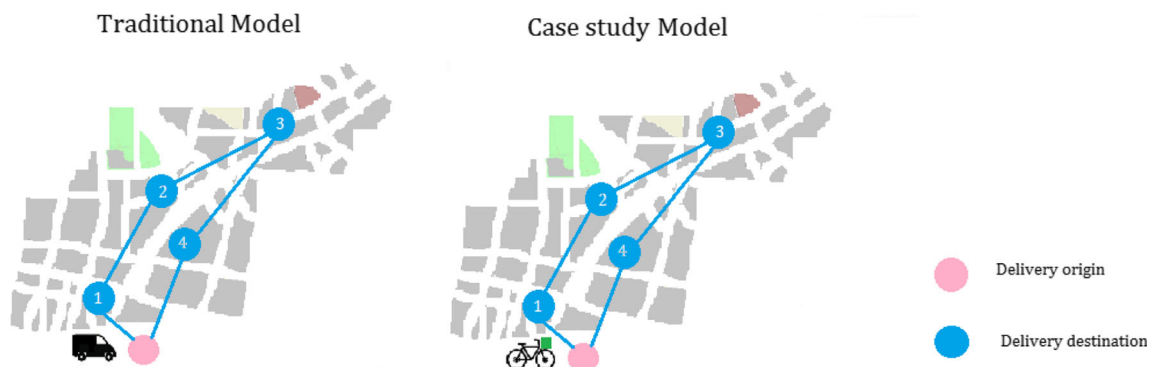 Traditional Model
Case study Model
3
2
4
1
3
2
4
1
Delivery origin
Delivery destination